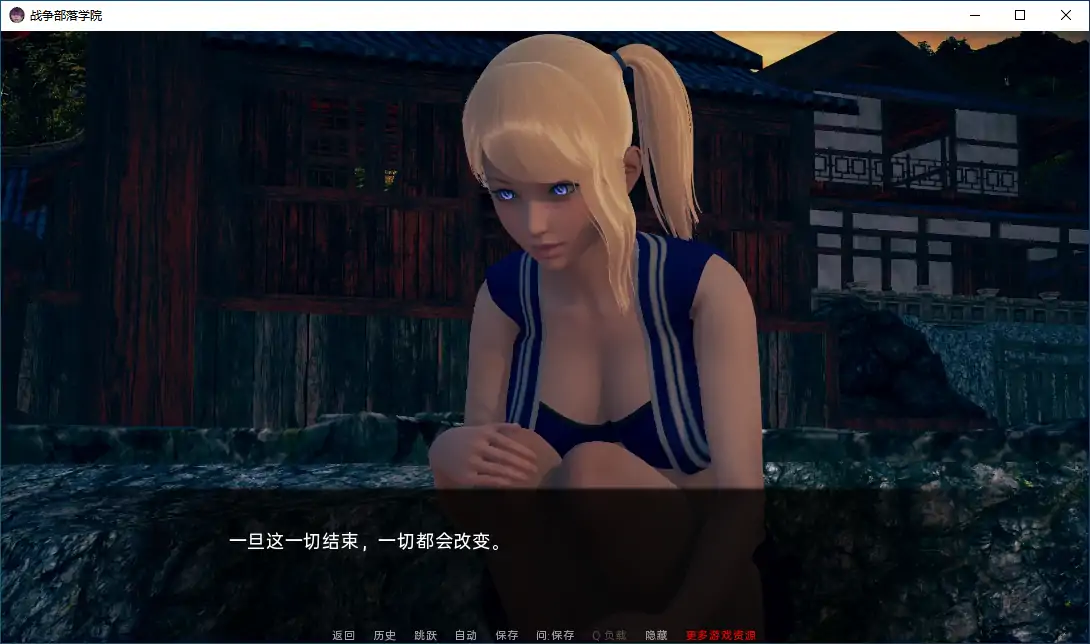 战争部落学院
一旦这一切结束，一切都会改变。
返回 历史 跳跃 自动 保存 问.保存 Q 负载 隐藏 更多游戏资源